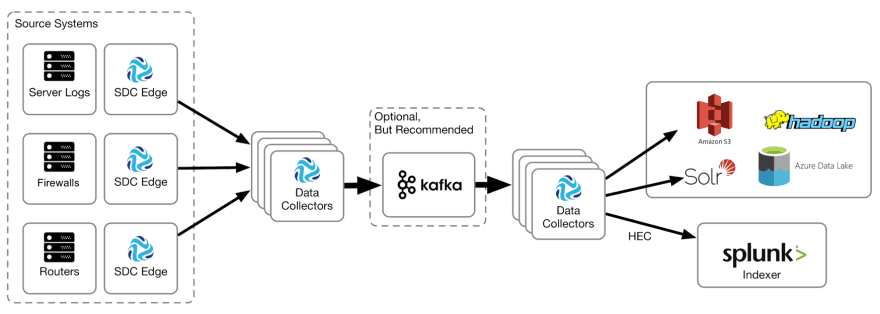 Source Systems
Server Logs
SDC Edge
Firewalls
SDC Edge
Routers
SDC Edge
Data
Collectors
Optional,
But Recommended
kafka
Data
Collectors
HEC
Amazon S3
hadoop
Solr
Azure Data Lake
splunk>
Indexer